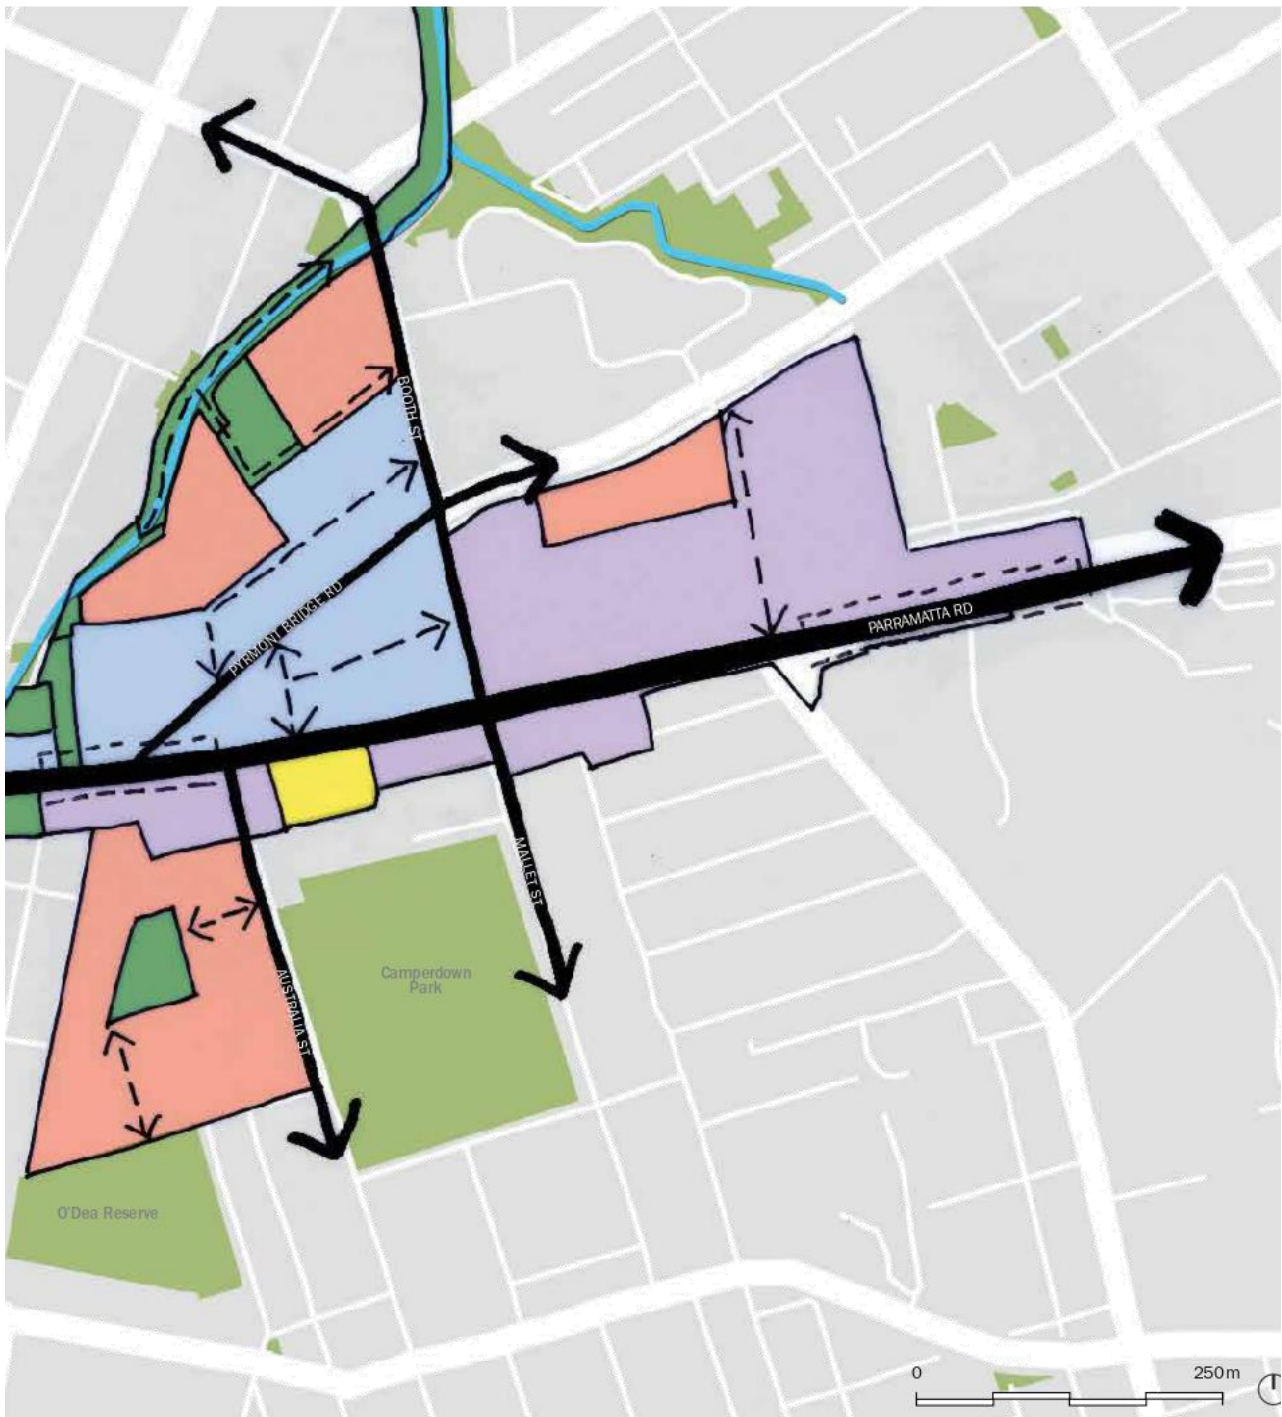 BOOTH ST
PYRMONT BRIDGE RD
PARRAMATTA RD
MALLET ST
Camperdown
Park
AUSTRALIA ST
O'Dea Reserve
0
250m